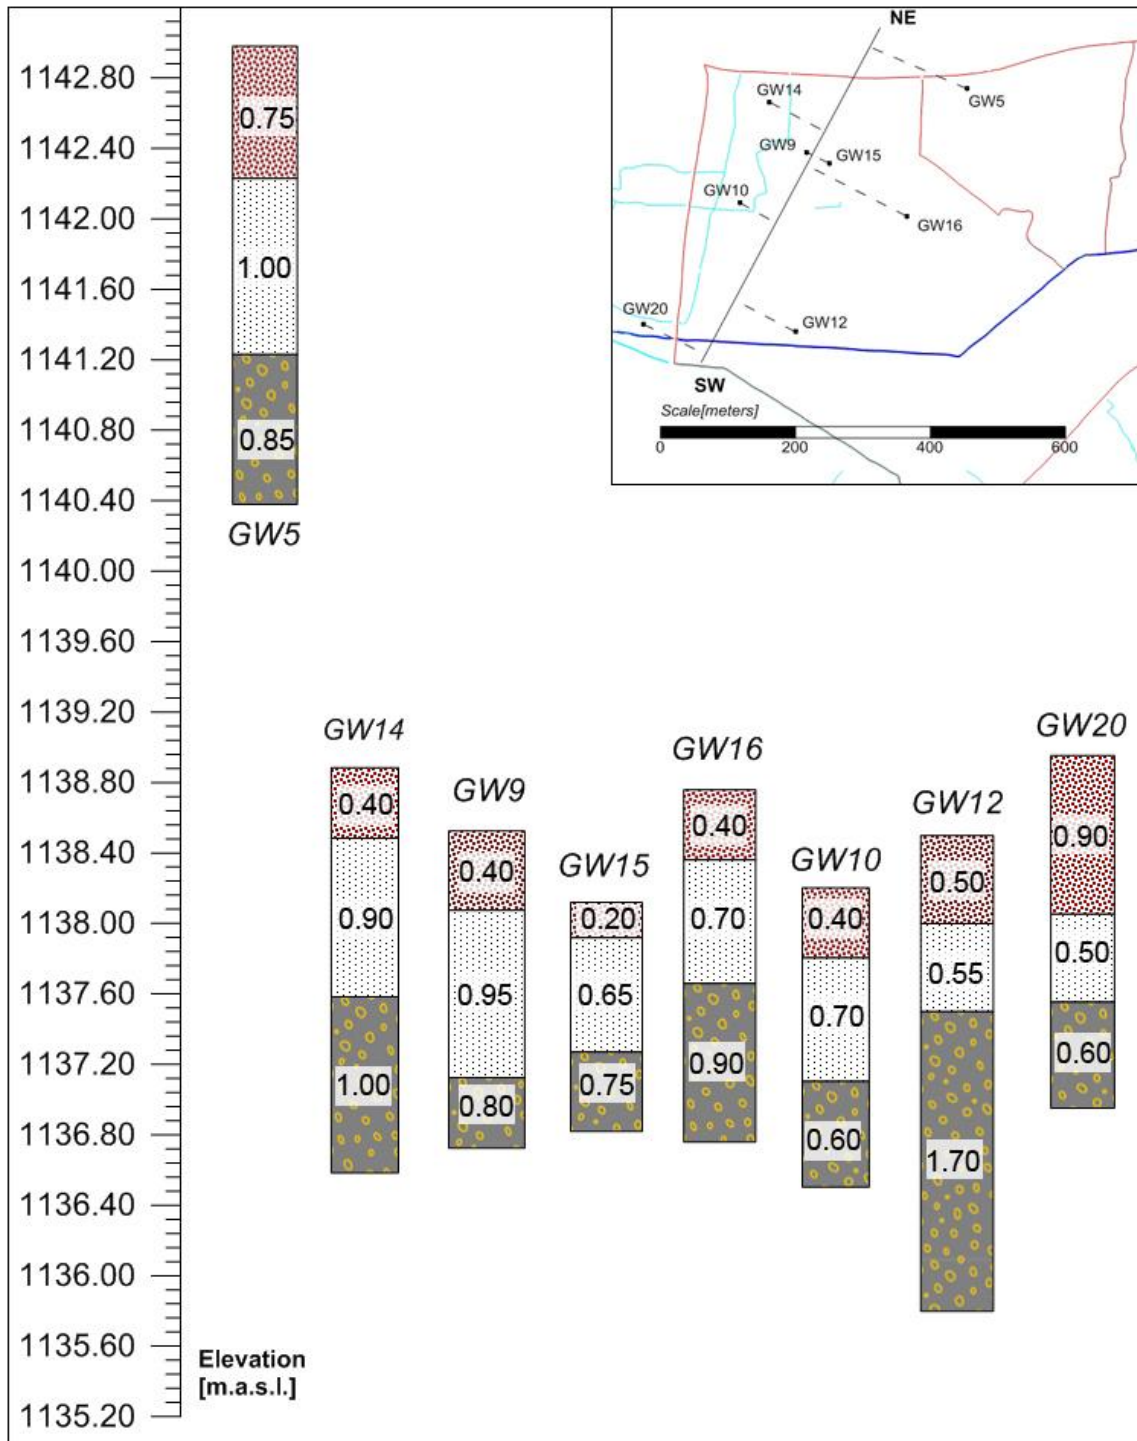 1142.80
1142.40
1142.00
1141.60
1141.20
1140.80
1140.40
1140.00
1139.60
1139.20
1138.80
1138.40
1138.00
1137.60
1137.20
1136.80
1136.40
1136.00
1135.60
1135.20
Elevation
[m.a.s.l.]
0.75
1.00
0.85
GW5
NE
GW14
GW5
GW9
GW15
GW10
GW16
GW20
GW12
SW
Scale[meters]
0 200 400 600
GW14
0.40
0.90
1.00
GW9
0.40
0.95
0.80
GW15
0.20
0.65
0.75
GW16
0.40
0.70
0.90
GW10
0.40
0.70
0.60
GW12
0.50
0.55
1.70
GW20
0.90
0.50
0.60